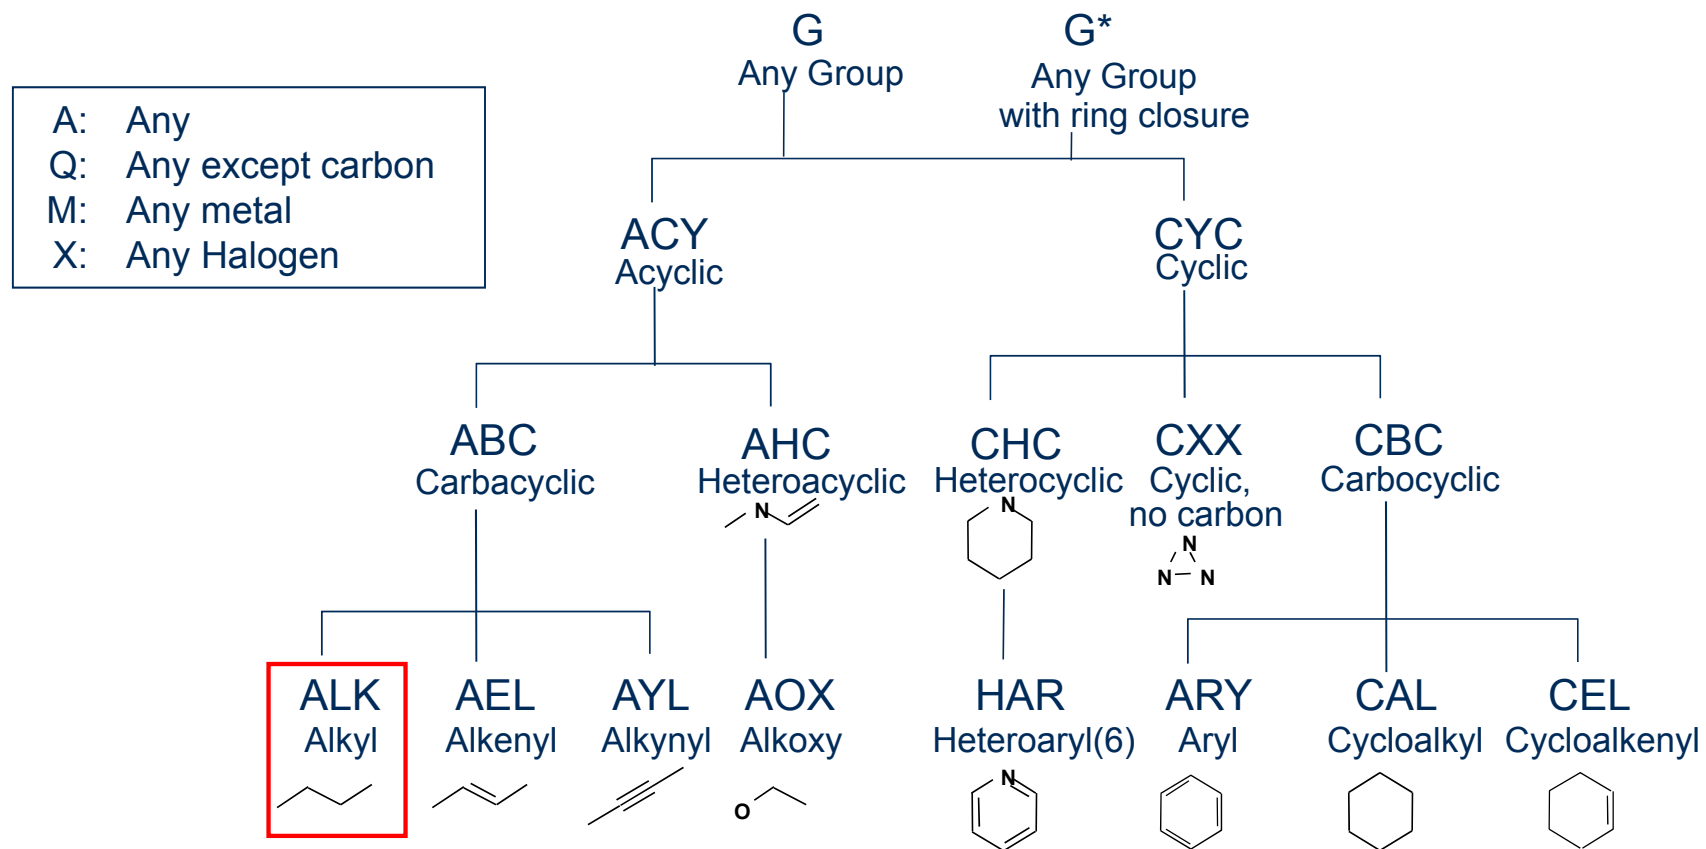 G
Any Group
G*
Any Group
with ring closure
A: Any
Q: Any except carbon
M: Any metal
X: Any Halogen
ACY
Acyclic
CYC
Cyclic
ABC
Carbacyclic
AHC
Heteroacyclic
N
CHC
Heterocyclic
N
CXX
Cyclic,
no carbon
N
N N
CBC
Carbocyclic
ALK
Alkyl
AEL
Alkenyl
AYL
Alkynyl
AOX
Alkoxy
O
HAR
Heteroaryl(6)
N
ARY
Aryl
CAL
Cycloalkyl
CEL
Cycloalkenyl